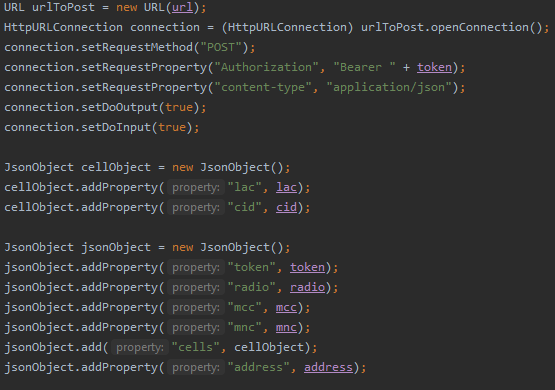 URL urlToPost = new URL(url);
HttpURLConnection connection = (HttpURLConnection) urlToPost.openConnection();
connection.setRequestMethod("POST");
connection.setRequestProperty("Authorization", "Bearer " + token);
connection.setRequestProperty("content-type", "application/json");
connection.setDoOutput(true);
connection.setDoInput(true);

JsonObject cellObject = new JsonObject();
cellObject.addProperty( property: "lac", lac);
cellObject.addProperty( property: "cid", cid);

JsonObject jsonObject = new JsonObject();
jsonObject.addProperty( property: "token", token);
jsonObject.addProperty( property: "radio", radio);
jsonObject.addProperty( property: "mcc", mcc);
jsonObject.addProperty( property: "mnc", mnc);
jsonObject.add( property: "cells", cellObject);
jsonObject.addProperty( property: "address", address);